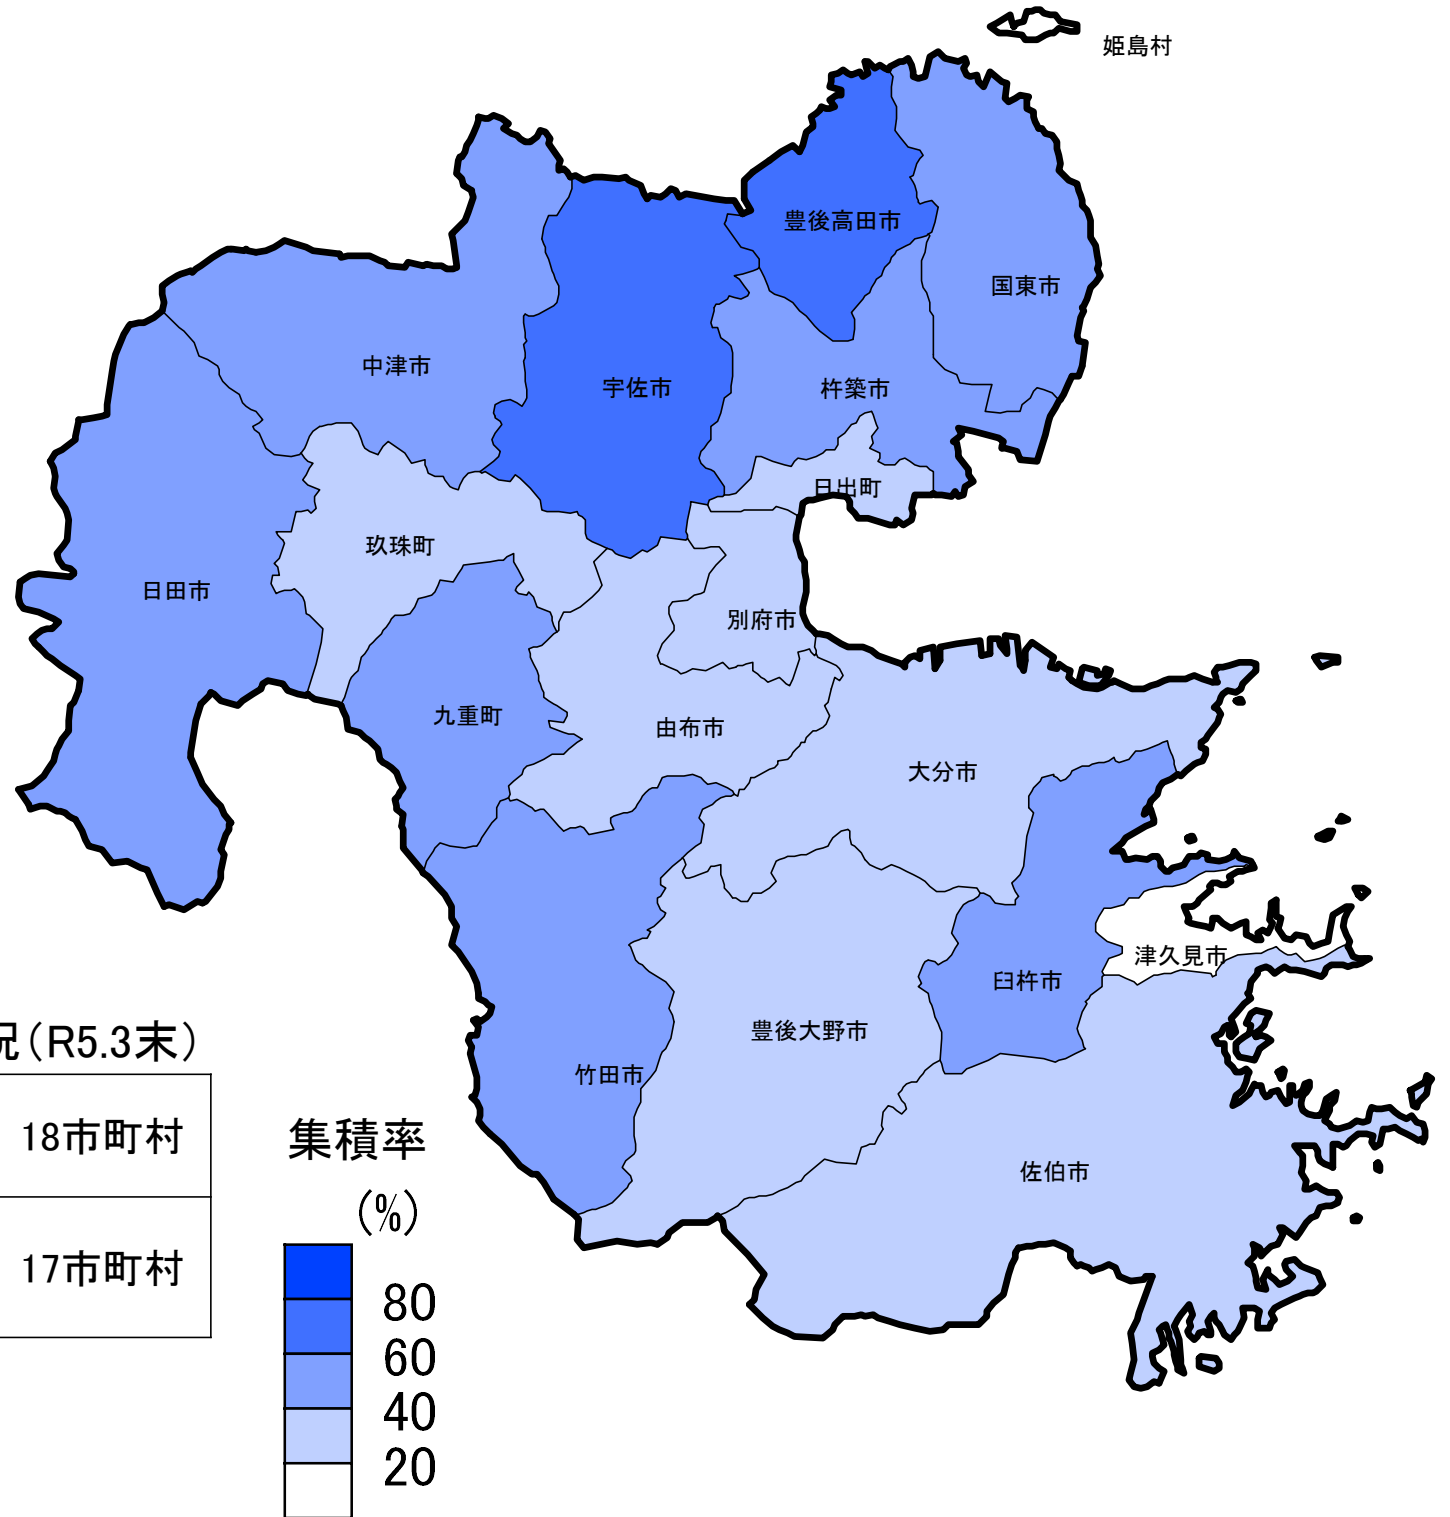 姫島村
豊後高田市
国東市
中津市
宇佐市
杵築市
日出町
玖珠町
日田市
別府市
九重町
由布市
大分市
津久見市
臼杵市
豊後大野市
竹田市
佐伯市
況（R5.3末）
18市町村
17市町村
集積率
(%)
80
60
40
20